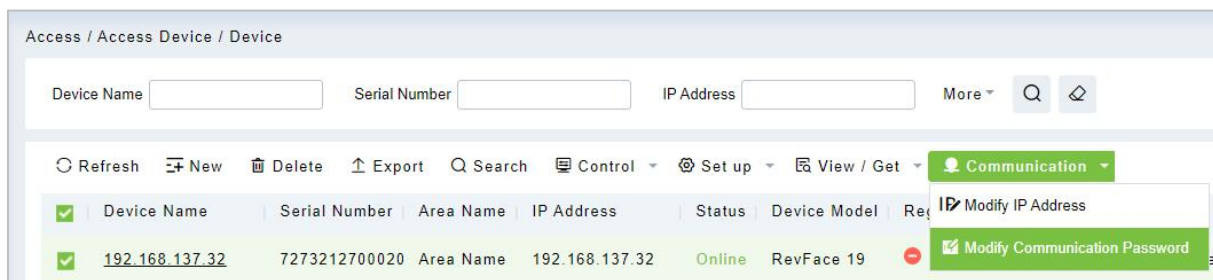 Access / Access Device / Device
Device Name Serial Number IP Address More
Refresh New Delete Export Search Control Set up View / Get Communication
Device Name Serial Number Area Name IP Address Status Device Model Reg
Modify IP Address
192.168.137.32 7273212700020 Area Name 192.168.137.32 Online RevFace 19
Modify Communication Password